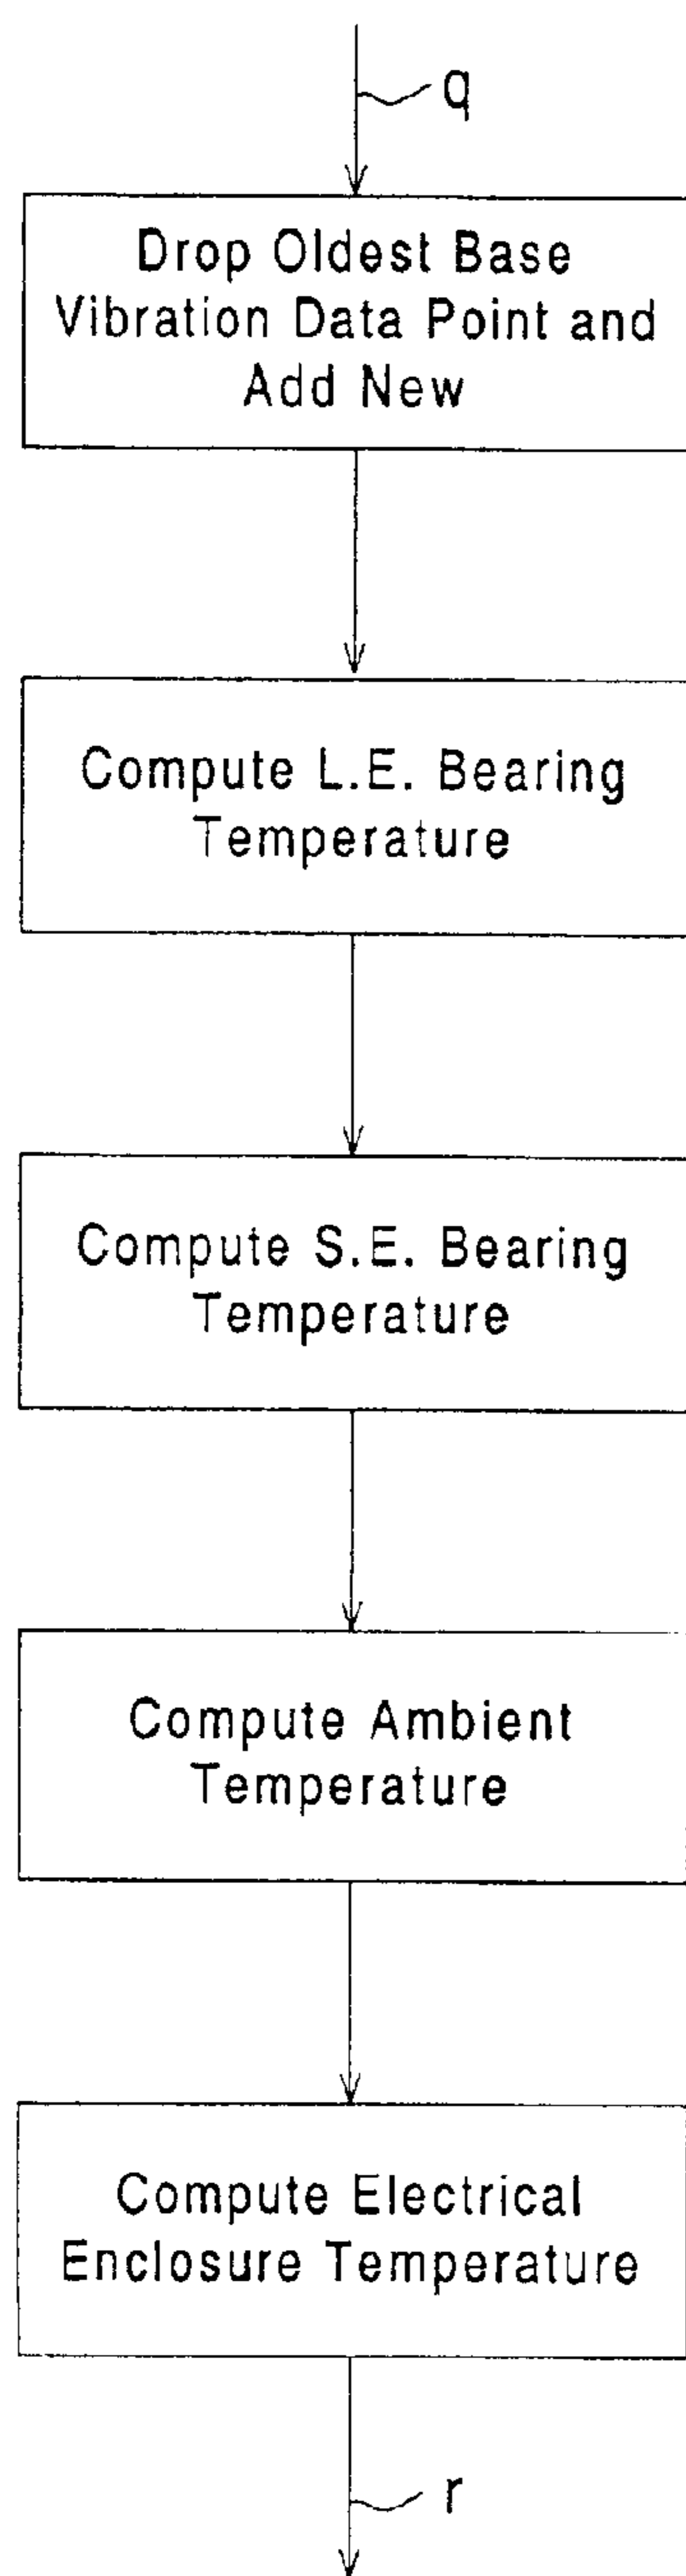 q
Drop Oldest Base
Vibration Data Point and
Add New
Compute L.E. Bearing
Temperature
Compute S.E. Bearing
Temperature
Compute Ambient
Temperature
Compute Electrical
Enclosure Temperature
r